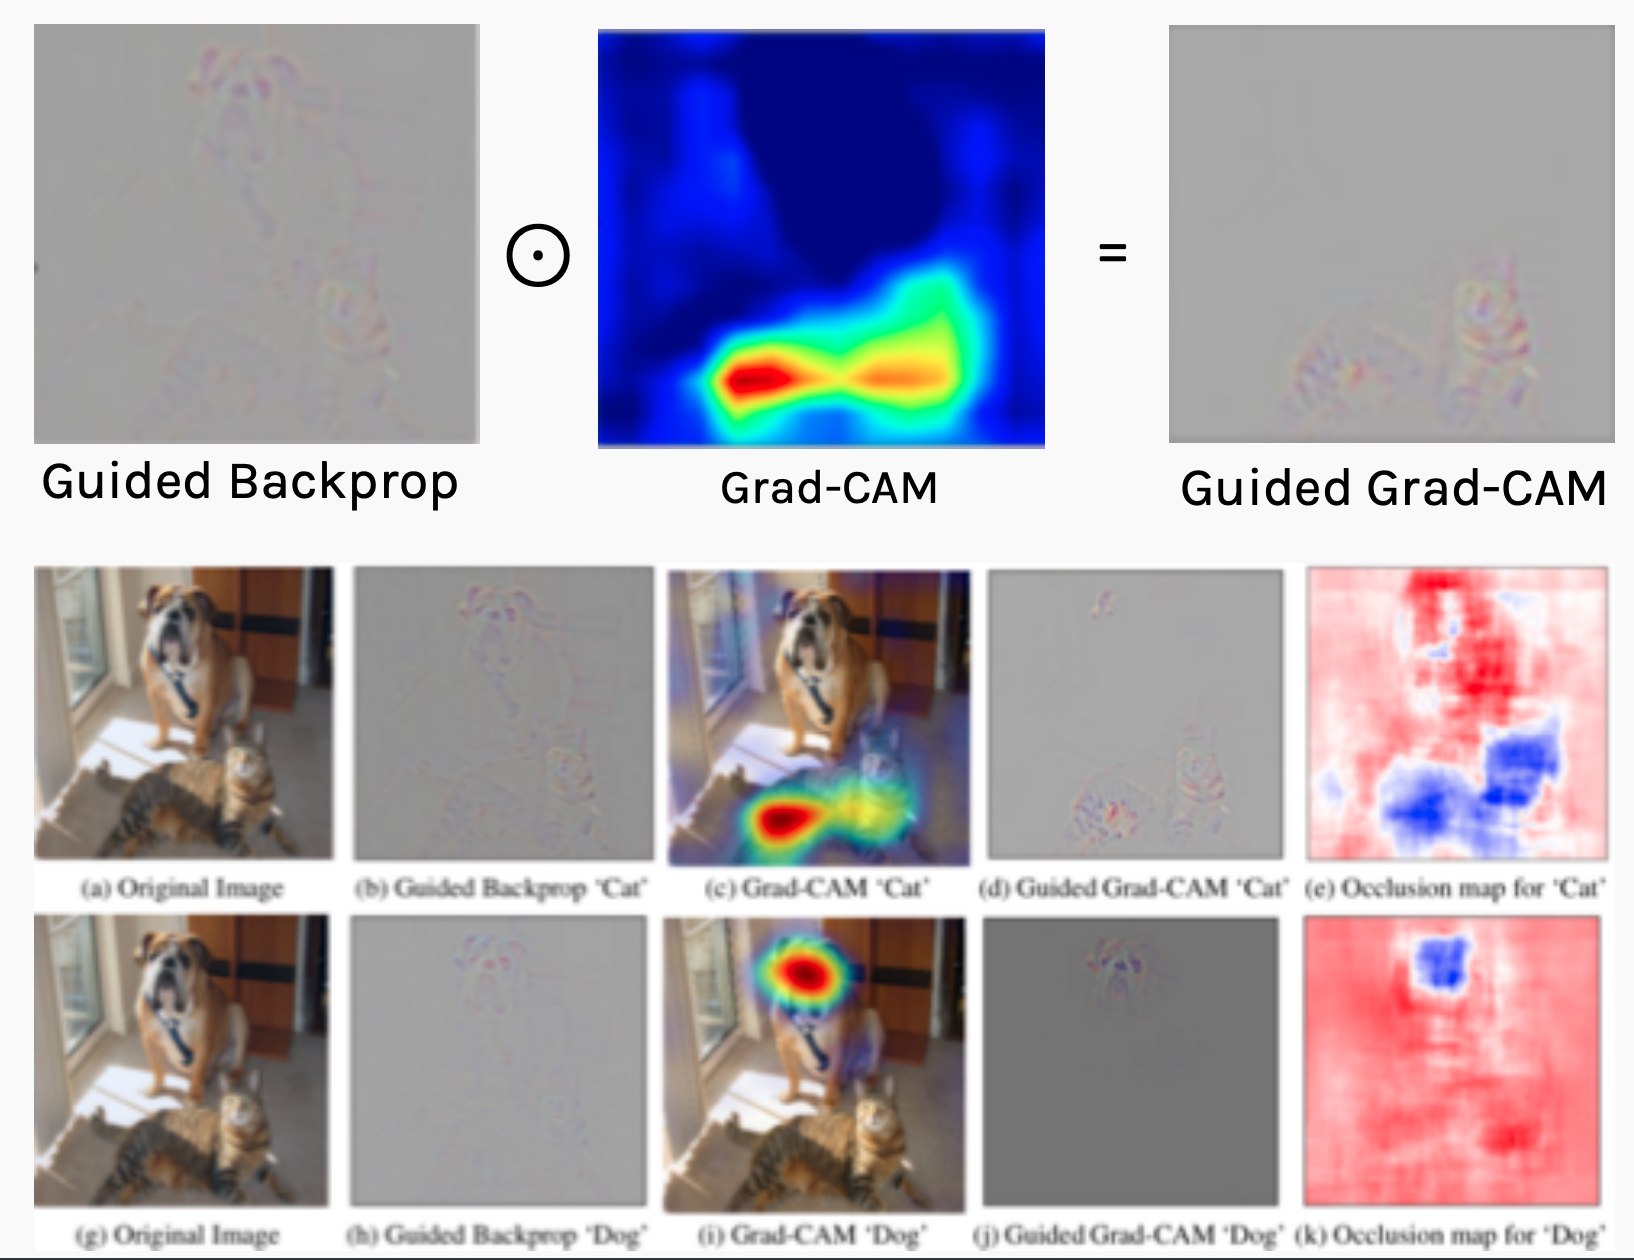 ⊙
=
Guided Backprop
Grad-CAM
Guided Grad-CAM
(a) Original Image
(b) Guided Backprop ‘Cat’
(c) Grad-CAM ‘Cat’
(d) Guided Grad-CAM ‘Cat’
(e) Occlusion map for ‘Cat’
(g) Original Image
(h) Guided Backprop ‘Dog’
(i) Grad-CAM ‘Dog’
(j) Guided Grad-CAM ‘Dog’
(k) Occlusion map for ‘Dog’